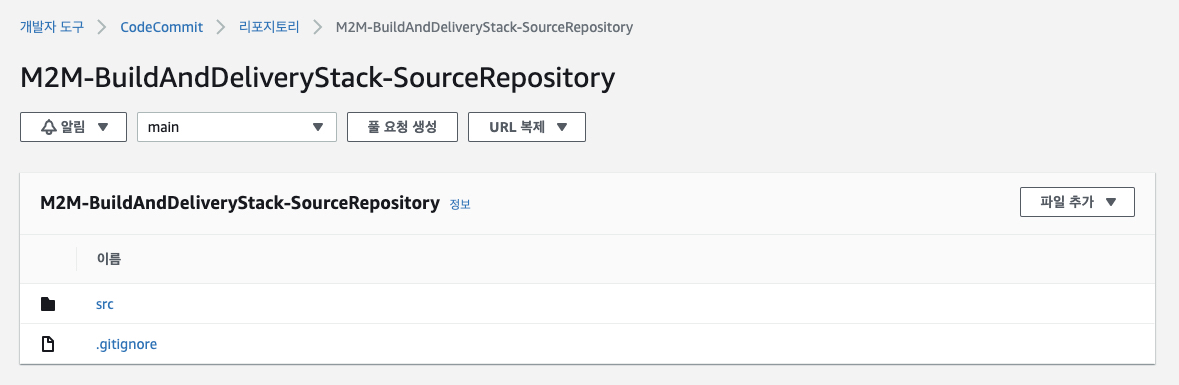 개발자 도구 CodeCommit 리포지토리 M2M-BuildAndDeliveryStack-SourceRepository
M2M-BuildAndDeliveryStack-SourceRepository
알림 main 풀 요청 생성 URL 복제
M2M-BuildAndDeliveryStack-SourceRepository 정보 파일 추가
이름
src
.gitignore